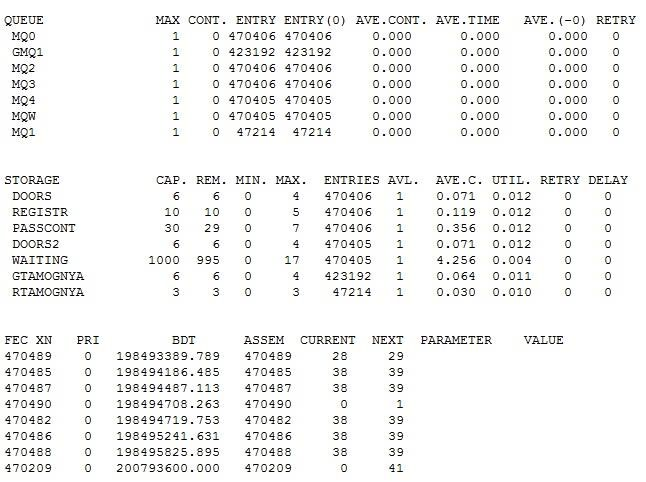 QUEUE MAX CONT. ENTRY ENTRY(0) AVE.CONT. AVE.TIME AVE.(-0) RETRY
MQ0 1 0 470406 470406 0.000 0.000 0.000 0
GMQ1 1 0 423192 423192 0.000 0.000 0.000 0
MQ2 1 0 470406 470406 0.000 0.000 0.000 0
MQ3 1 0 470406 470406 0.000 0.000 0.000 0
MQ4 1 0 470405 470405 0.000 0.000 0.000 0
MQW 1 0 470405 470405 0.000 0.000 0.000 0
MQ1 1 0 47214 47214 0.000 0.000 0.000 0
STORAGE CAP. REM. MIN. MAX. ENTRIES AVL. AVE.C. UTIL. RETRY DELAY
DOORS 6 6 0 4 470406 1 0.071 0.012 0 0
REGISTR 10 10 0 5 470406 1 0.119 0.012 0 0
PASSCONT 30 29 0 7 470406 1 0.356 0.012 0 0
DOORS2 6 6 0 4 470405 1 0.071 0.012 0 0
WAITING 1000 995 0 17 470405 1 4.256 0.004 0 0
GTAMOGNYA 6 6 0 4 423192 1 0.064 0.011 0 0
RTAMOGNYA 3 3 0 3 47214 1 0.030 0.010 0 0
FEC XN PRI BDT ASSEM CURRENT NEXT PARAMETER VALUE
470489 0 198493389.789 470489 28 29
470485 0 198494186.485 470485 38 39
470487 0 198494487.113 470487 38 39
470490 0 198494708.263 470490 0 1
470482 0 198494719.753 470482 38 39
470486 0 198495241.631 470486 38 39
470488 0 198495825.895 470488 38 39
470209 0 200793600.000 470209 0 41